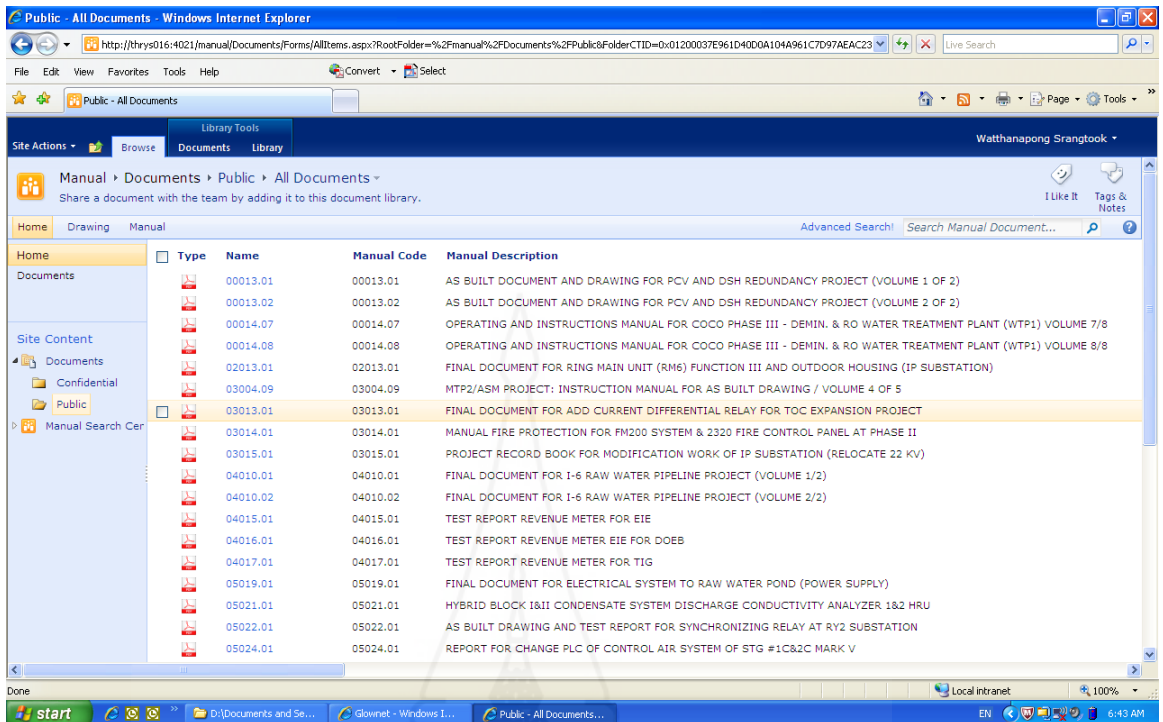 Public - All Documents - Windows Internet Explorer
http://thrys016:4021/manual/Documents/Forms/AllItems.aspx?RootFolder=%2Fmanual%2FDocuments%2FPublic&FolderCTID=0x01200037E961D40D0A104A961C7D97AEAC23
Live Search
File Edit View Favorites Tools Help Convert Select
Public - All Documents Page Tools
Library Tools
Site Actions Browse Documents Library Watthanapong Srangtook
Manual Documents Public All Documents
Share a document with the team by adding it to this document library.
I Like It Tags & Notes
Home Drawing Manual Advanced Search! Search Manual Document...
Home
Documents
Site Content
Documents
Confidential
Public
Manual Search Cer
Type Name Manual Code Manual Description
00013.01 00013.01 AS BUILT DOCUMENT AND DRAWING FOR PCV AND DSH REDUNDANCY PROJECT (VOLUME 1 OF 2)
00013.02 00013.02 AS BUILT DOCUMENT AND DRAWING FOR PCV AND DSH REDUNDANCY PROJECT (VOLUME 2 OF 2)
00014.07 00014.07 OPERATING AND INSTRUCTIONS MANUAL FOR COCO PHASE III - DEMIN. & RO WATER TREATMENT PLANT (WTP1) VOLUME 7/8
00014.08 00014.08 OPERATING AND INSTRUCTIONS MANUAL FOR COCO PHASE III - DEMIN. & RO WATER TREATMENT PLANT (WTP1) VOLUME 8/8
02013.01 02013.01 FINAL DOCUMENT FOR RING MAIN UNIT (RM6) FUNCTION III AND OUTDOOR HOUSING (IP SUBSTATION)
03004.09 03004.09 MTP2/ASM PROJECT: INSTRUCTION MANUAL FOR AS BUILT DRAWING / VOLUME 4 OF 5
03013.01 03013.01 FINAL DOCUMENT FOR ADD CURRENT DIFFERENTIAL RELAY FOR TOC EXPANSION PROJECT
03014.01 03014.01 MANUAL FIRE PROTECTION FOR FM200 SYSTEM & 2320 FIRE CONTROL PANEL AT PHASE II
03015.01 03015.01 PROJECT RECORD BOOK FOR MODIFICATION WORK OF IP SUBSTATION (RELOCATE 22 KV)
04010.01 04010.01 FINAL DOCUMENT FOR I-6 RAW WATER PIPELINE PROJECT (VOLUME 1/2)
04010.02 04010.02 FINAL DOCUMENT FOR I-6 RAW WATER PIPELINE PROJECT (VOLUME 2/2)
04015.01 04015.01 TEST REPORT REVENUE METER FOR EIE
04016.01 04016.01 TEST REPORT REVENUE METER EIE FOR DOEB
04017.01 04017.01 TEST REPORT REVENUE METER FOR TIG
05019.01 05019.01 FINAL DOCUMENT FOR ELECTRICAL SYSTEM TO RAW WATER POND (POWER SUPPLY)
05021.01 05021.01 HYBRID BLOCK I&II CONDENSATE SYSTEM DISCHARGE CONDUCTIVITY ANALYZER 1&2 HRU
05022.01 05022.01 AS BUILT DRAWING AND TEST REPORT FOR SYNCHRONIZING RELAY AT RY2 SUBSTATION
05024.01 05024.01 REPORT FOR CHANGE PLC OF CONTROL AIR SYSTEM OF STG #1C&2C MARK V
Done Local intranet 100%
start D:\Documents and Se... Glownet - Windows I... Public - All Documents... EN 6:43 AM